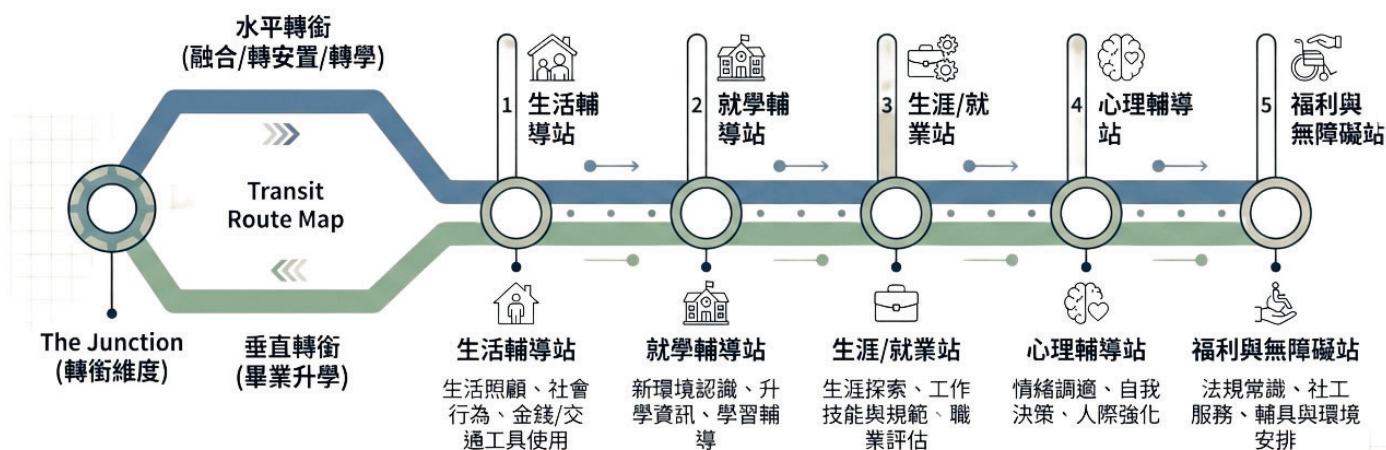 水平轉銜
(融合/轉安置/轉學)
Transit
Route Map
The Junction
(轉銜維度)
垂直轉銜
(畢業升學)
1
生活輔
導站
2
就學輔
導站
3
生涯/就
業站
4
心理輔導
站
5
福利與
無障礙站
生活輔導站
生活照顧、社會
行為、金錢/交
通工具使用
就學輔導站
新環境認識、升
學資訊、學習輔
導
生涯/就業站
生涯探索、工作
技能與規範、職
業評估
心理輔導站
情緒調適、自我
決策、人際強化
福利與無障礙站
法規常識、社工
服務、輔具與環境
安排